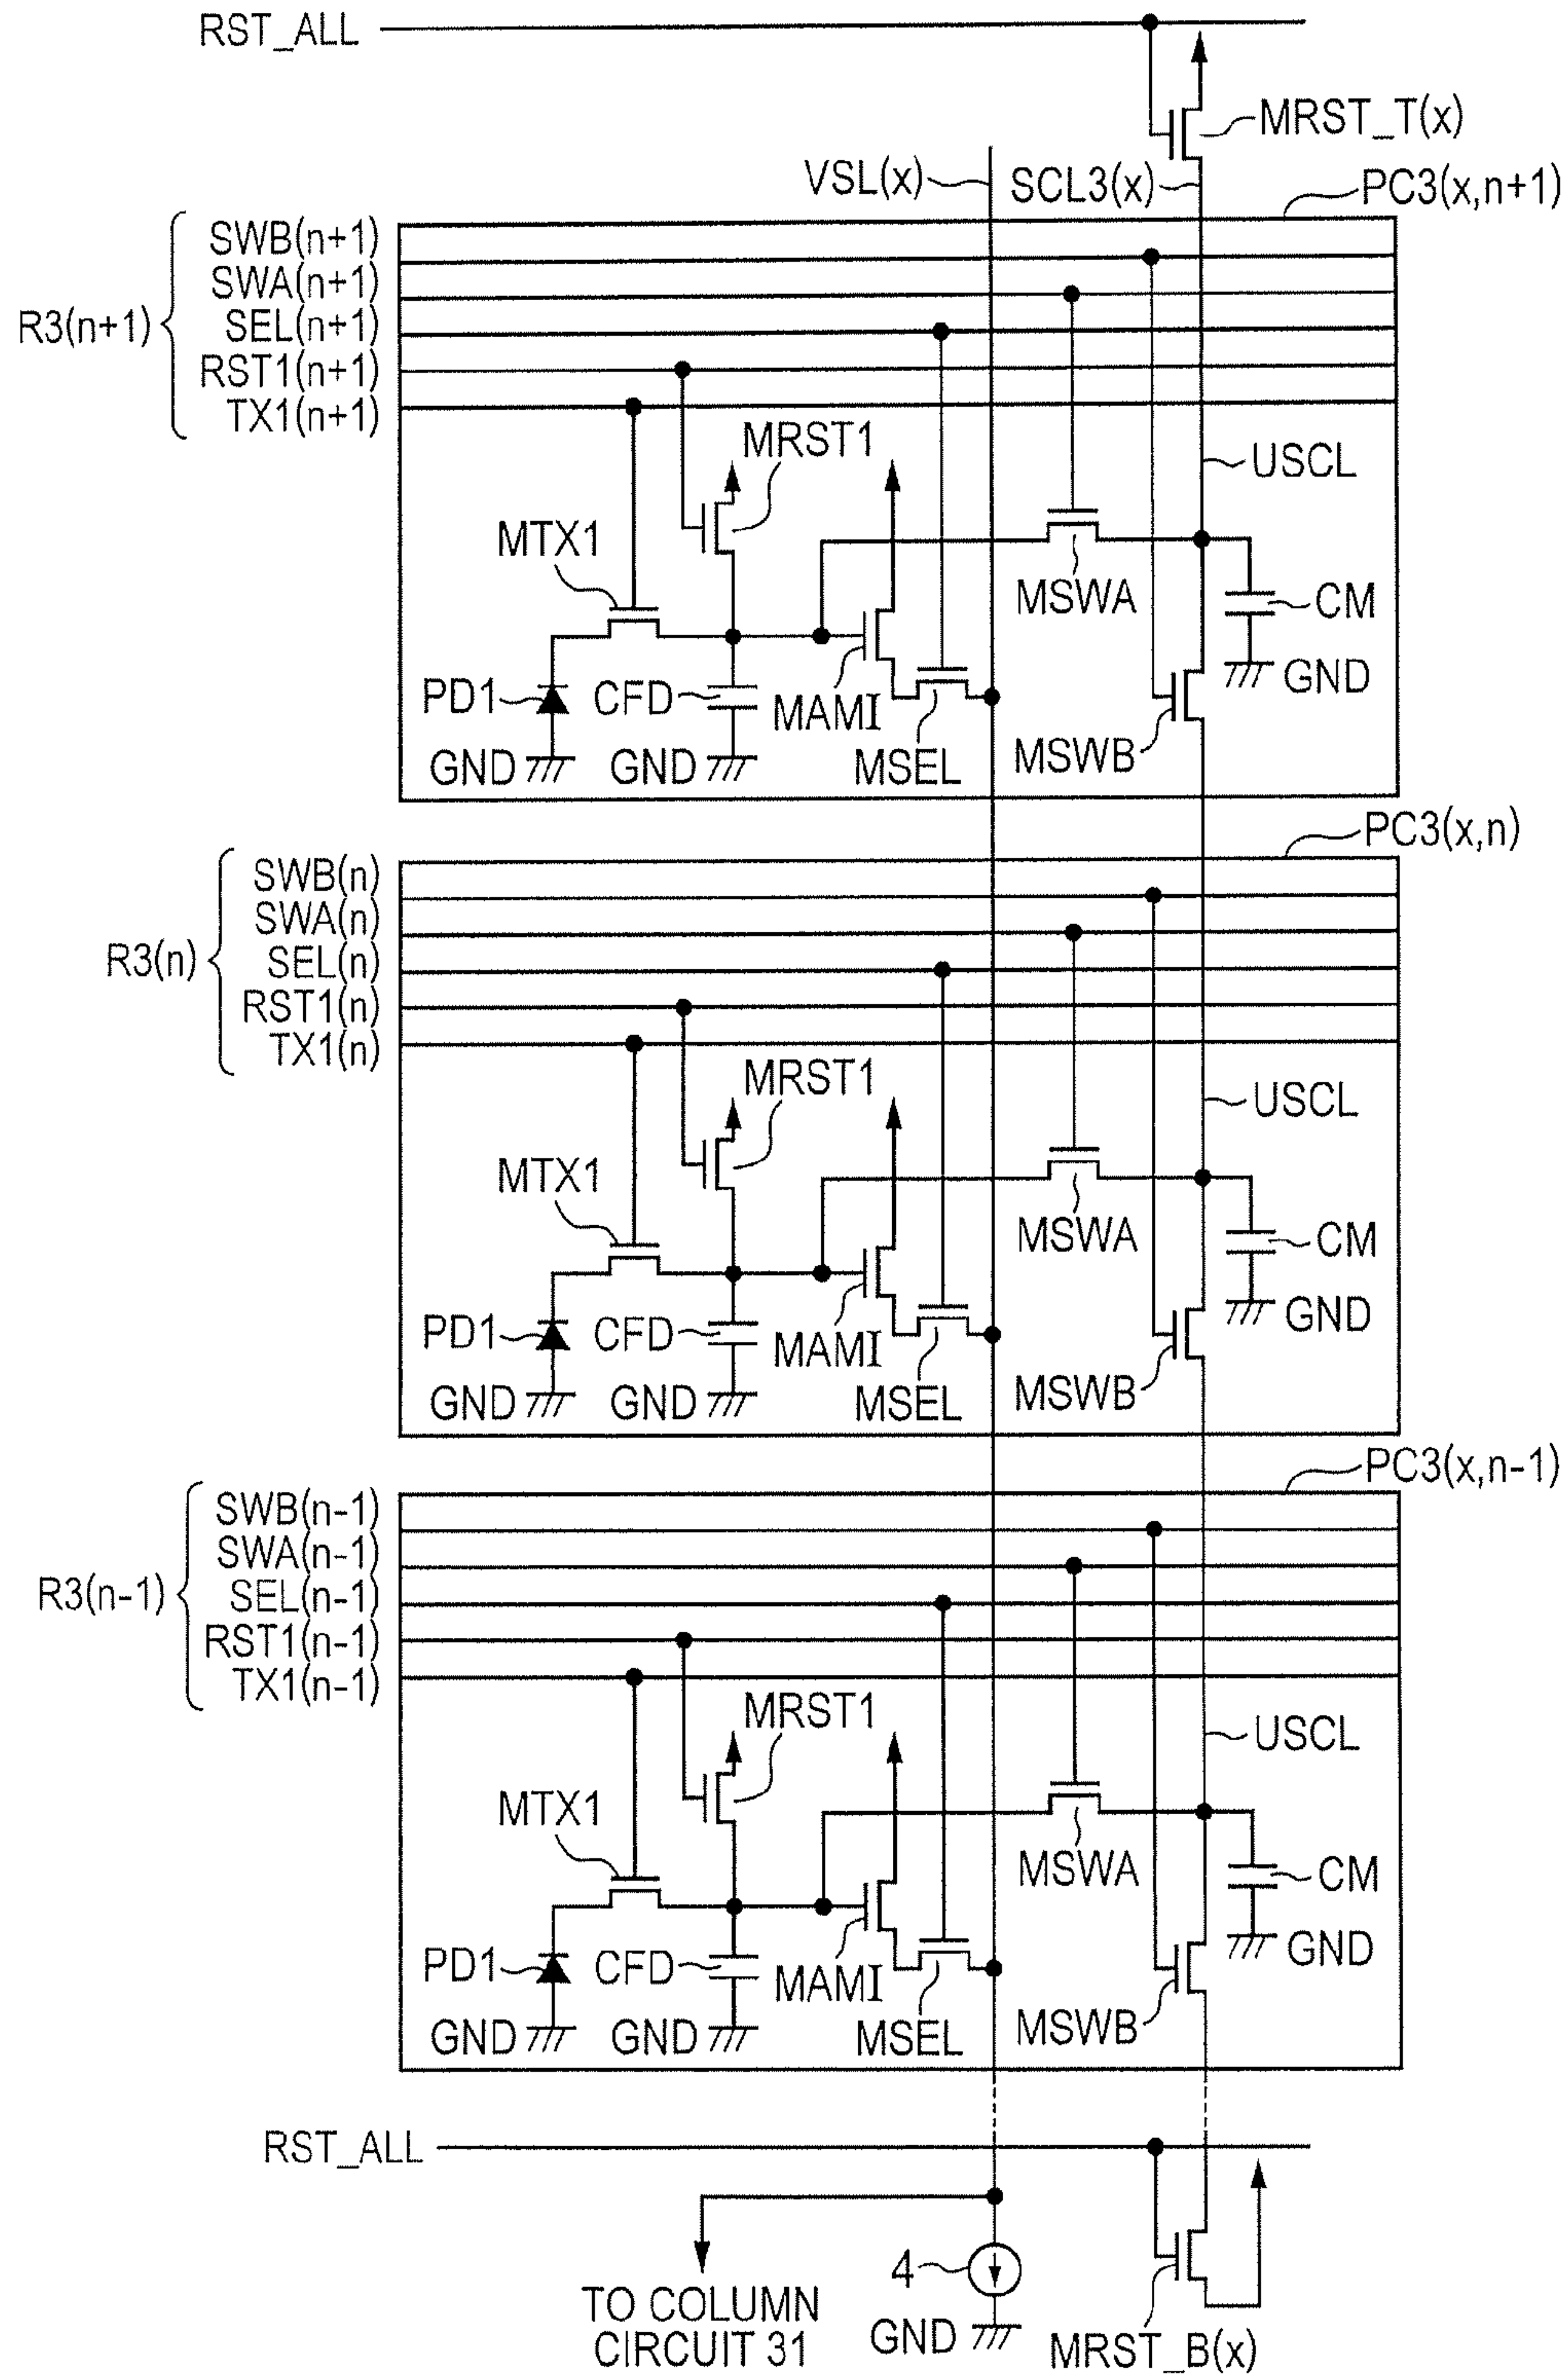 RST_ALL
MRST_T(x)
VSL(x)
SCL3(x)
PC3(x,n+1)
R3(n+1)
SWB(n+1)
SWA(n+1)
SEL(n+1)
RST1(n+1)
TX1(n+1)
MRST1
USCL
MTX1
MSWA
CM
PD1
CFD
MAMI
GND
MSWB
GND
GND
MSEL
PC3(x,n)
R3(n)
SWB(n)
SWA(n)
SEL(n)
RST1(n)
TX1(n)
MRST1
USCL
MTX1
MSWA
CM
PD1
CFD
MAMI
GND
MSWB
GND
GND
MSEL
PC3(x,n-1)
R3(n-1)
SWB(n-1)
SWA(n-1)
SEL(n-1)
RST1(n-1)
TX1(n-1)
MRST1
USCL
MTX1
MSWA
CM
PD1
CFD
MAMI
GND
MSWB
GND
GND
MSEL
RST_ALL
4
TO COLUMN
CIRCUIT 31
GND
MRST_B(x)